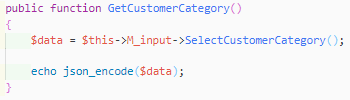 public function GetCustomerCategory()
{
    $data = $this->M_input->SelectCustomerCategory();

    echo json_encode($data);
}